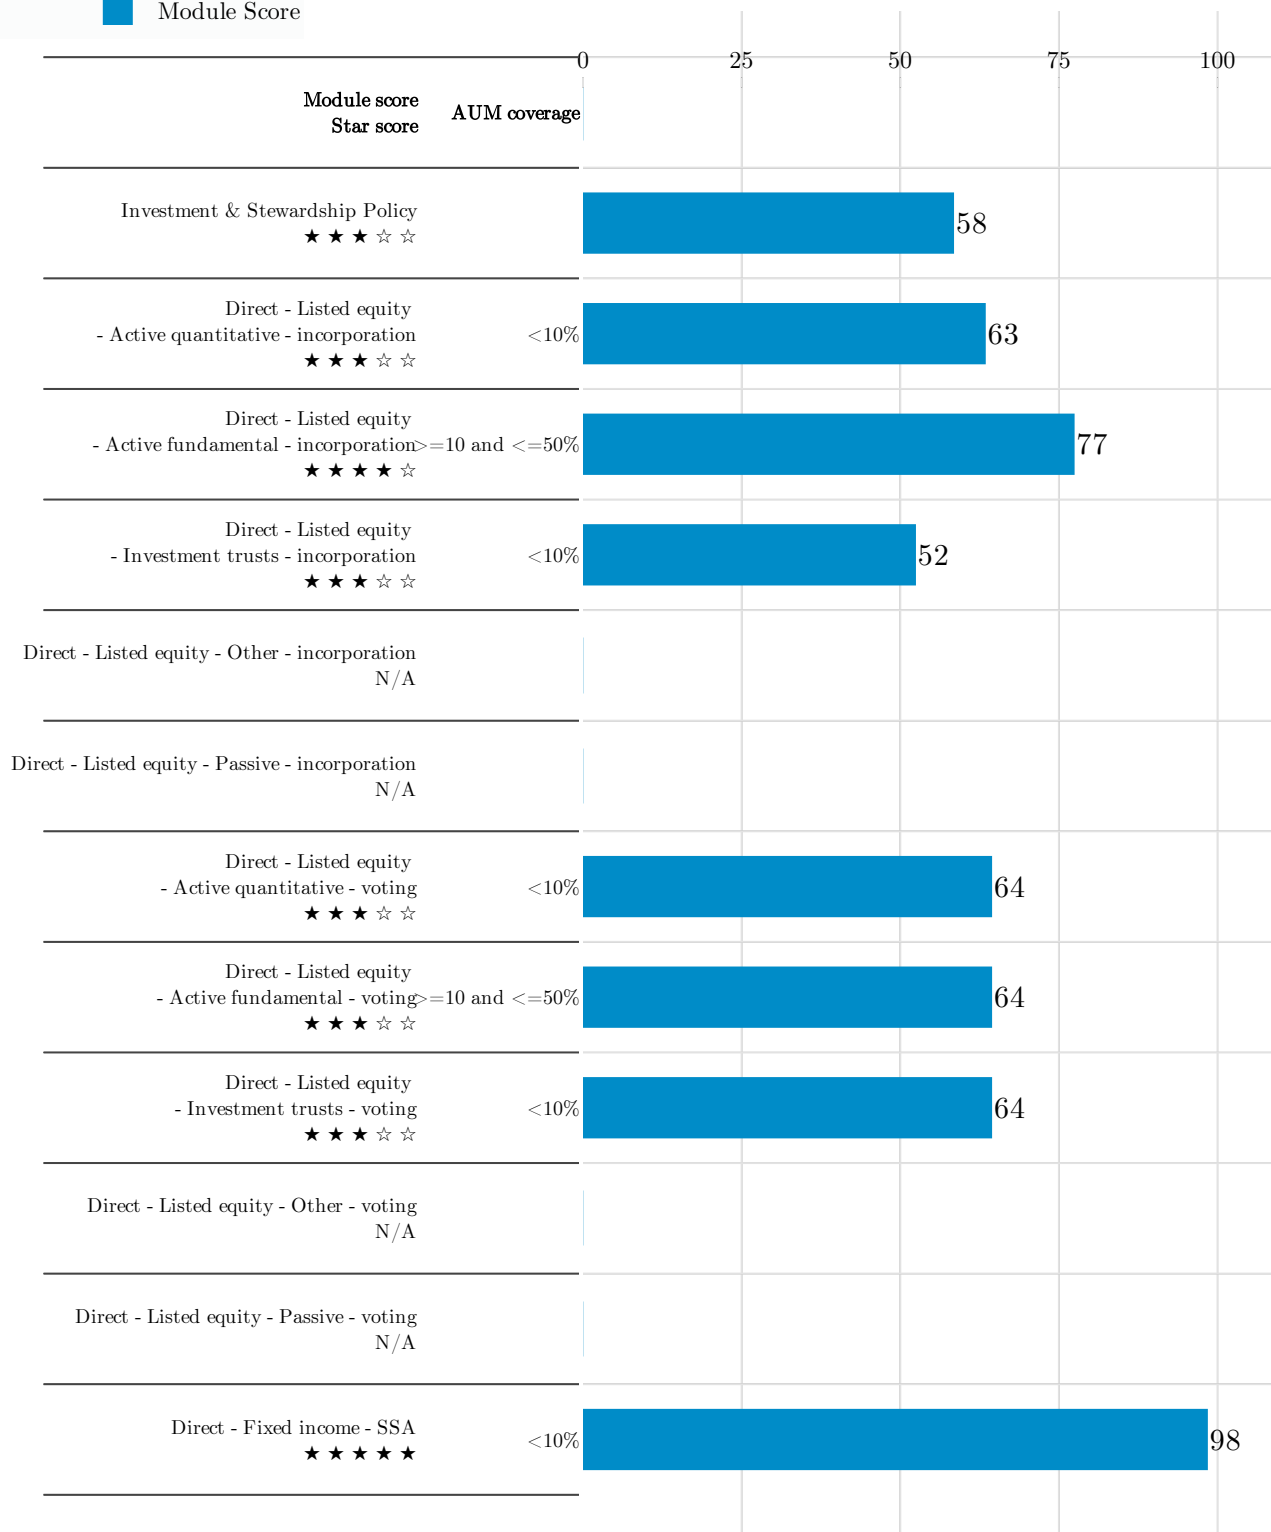 Module Score
0 25 50 75 100
Module score
Star score
AUM coverage
Investment & Stewardship Policy
★ ★ ★ ☆ ☆
58
Direct - Listed equity
- Active quantitative - incorporation
★ ★ ★ ☆ ☆
<10%
63
Direct - Listed equity
- Active fundamental - incorporation
★ ★ ★ ★ ☆
>=10 and <=50%
77
Direct - Listed equity
- Investment trusts - incorporation
★ ★ ★ ☆ ☆
<10%
52
Direct - Listed equity - Other - incorporation
N/A
Direct - Listed equity - Passive - incorporation
N/A
Direct - Listed equity
- Active quantitative - voting
★ ★ ★ ☆ ☆
<10%
64
Direct - Listed equity
- Active fundamental - voting
★ ★ ★ ☆ ☆
>=10 and <=50%
64
Direct - Listed equity
- Investment trusts - voting
★ ★ ★ ☆ ☆
<10%
64
Direct - Listed equity - Other - voting
N/A
Direct - Listed equity - Passive - voting
N/A
Direct - Fixed income - SSA
★ ★ ★ ★ ★
<10%
98